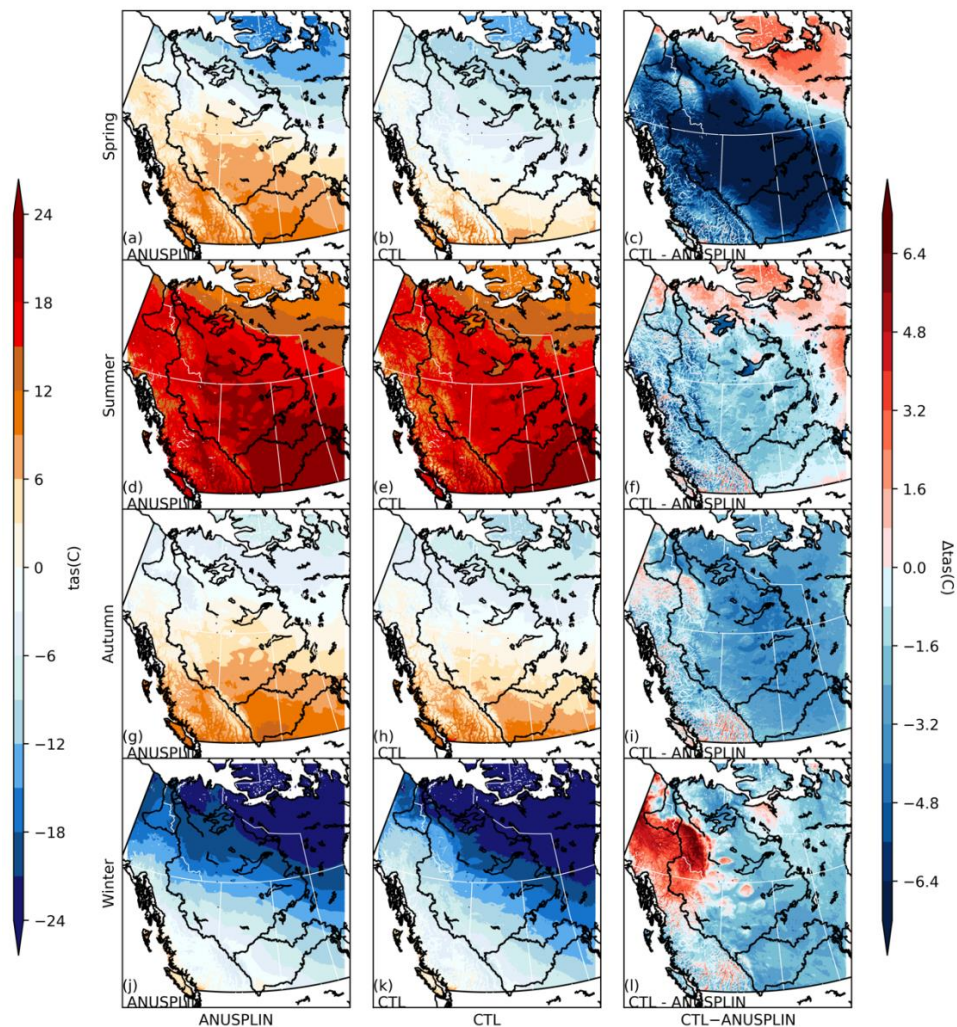 Spring
(a)
ANUSPLIN
(b)
CTL
(c)
CTL - ANUSPLIN
24
18
12
6
0
−6
−12
−18
−24
tas(C)
6.4
4.8
3.2
1.6
0.0
−1.6
−3.2
−4.8
−6.4
Δtas(C)
Summer
(d)
ANUSPLIN
(e)
CTL
(f)
CTL - ANUSPLIN
Autumn
(g)
ANUSPLIN
(h)
CTL
(i)
CTL - ANUSPLIN
Winter
(j)
ANUSPLIN
(k)
CTL
(l)
CTL - ANUSPLIN
ANUSPLIN
CTL
CTL−ANUSPLIN